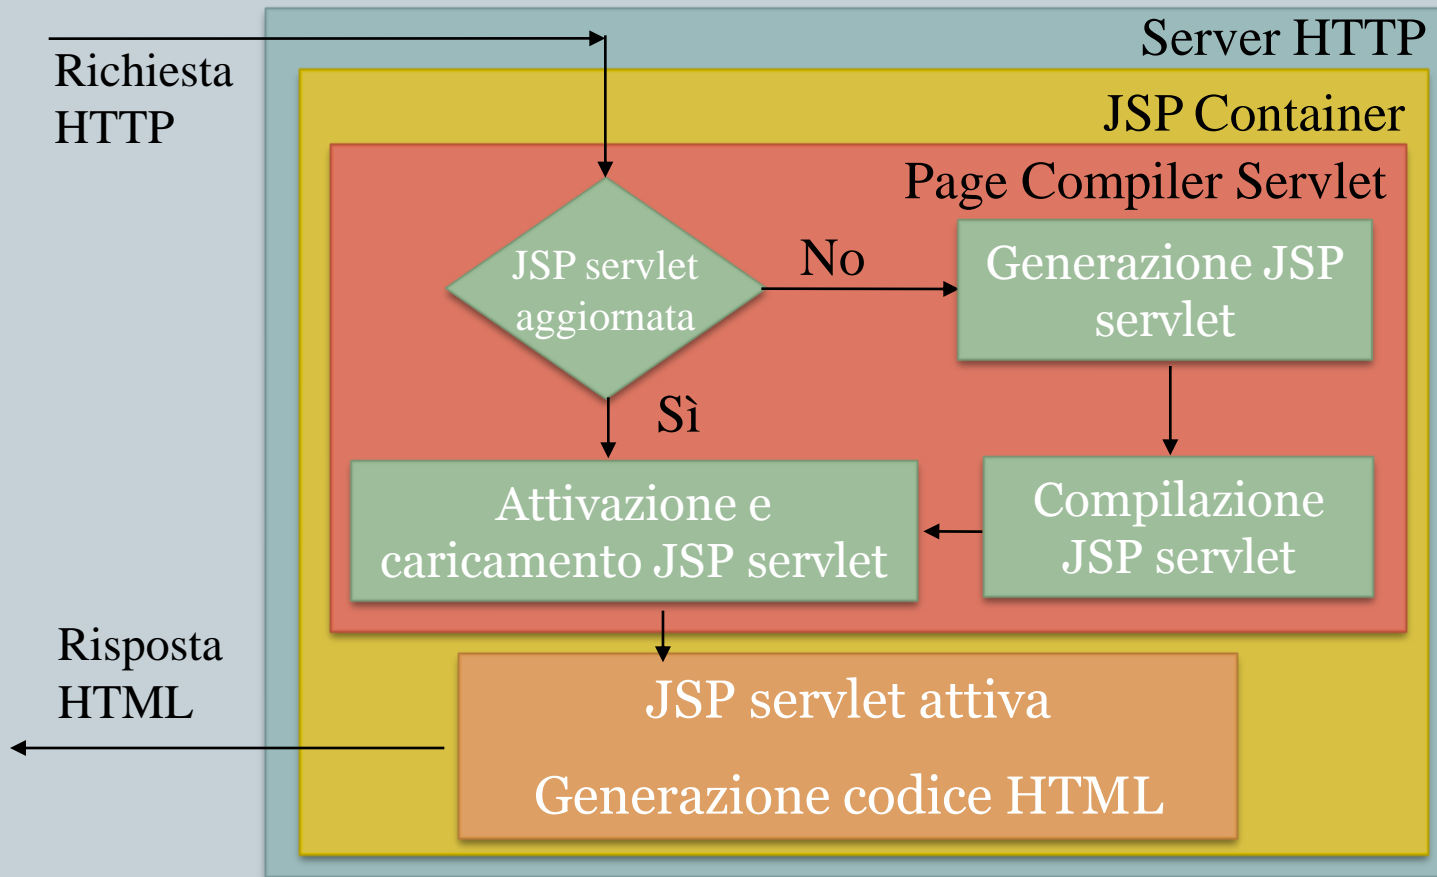 Server HTTP
Richiesta
HTTP
JSP Container
Page Compiler Servlet
JSP servlet
aggiornata
No
Generazione JSP
servlet
Sì
Attivazione e
caricamento JSP servlet
Compilazione
JSP servlet
Risposta
HTML
JSP servlet attiva
Generazione codice HTML